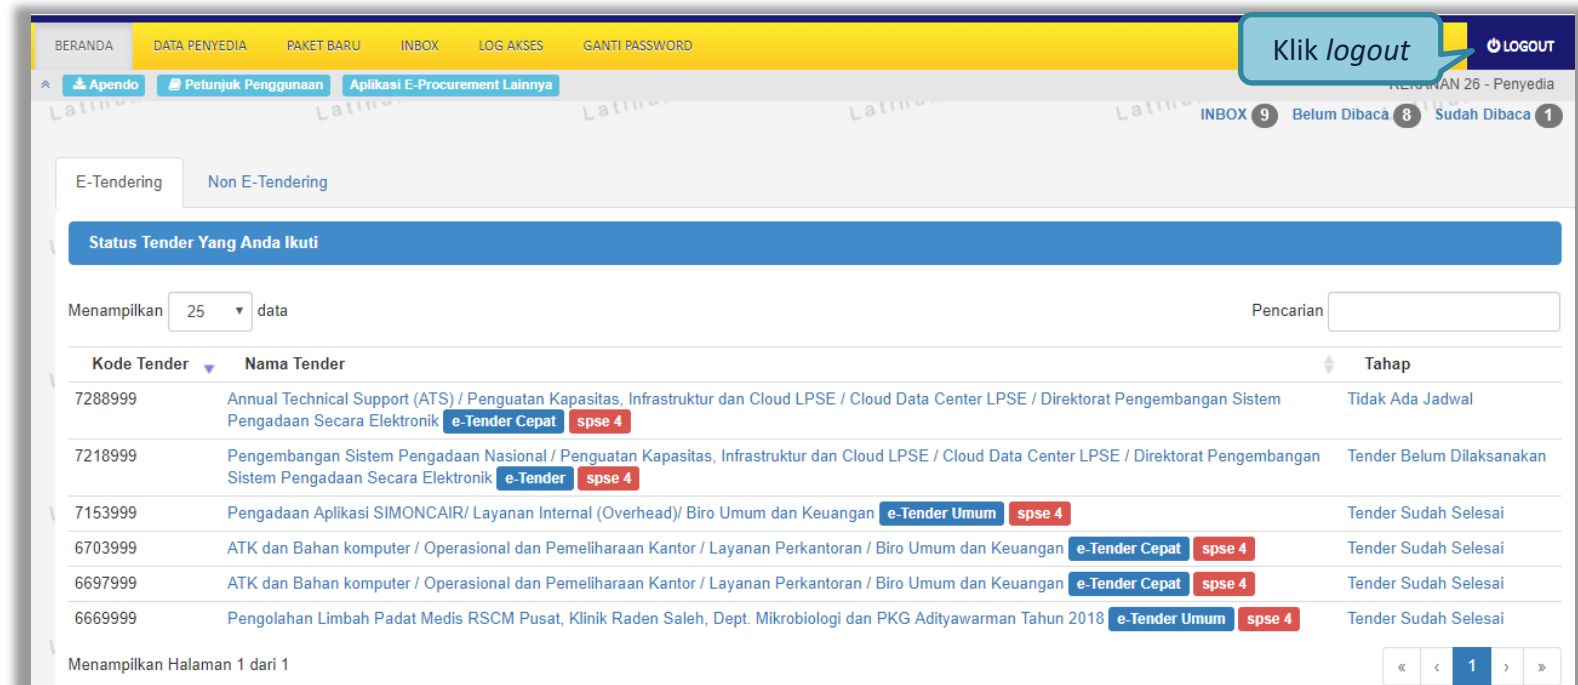 BERANDA DATA PENYEDIA PAKET BARU INBOX LOG AKSES GANTI PASSWORD Klik logout LOGOUT
Apendo Petunjuk Penggunaan Aplikasi E-Procurement Lainnya 26 - Penyedia
INBOX 9 Belum Dibaca 8 Sudah Dibaca 1
E-Tendering Non E-Tendering
Status Tender Yang Anda Ikuti
Menampilkan 25 data Pencarian
Kode Tender Nama Tender Tahap
7288999 Annual Technical Support (ATS) / Penguatan Kapasitas, Infrastruktur dan Cloud LPSE / Cloud Data Center LPSE / Direktorat Pengembangan Sistem Tidak Ada Jadwal
Pengadaan Secara Elektronik e-Tender Cepat spse 4
7218999 Pengembangan Sistem Pengadaan Nasional / Penguatan Kapasitas, Infrastruktur dan Cloud LPSE / Cloud Data Center LPSE / Direktorat Pengembangan Tender Belum Dilaksanakan
Sistem Pengadaan Secara Elektronik e-Tender spse 4
7153999 Pengadaan Aplikasi SIMONCAIR/ Layanan Internal (Overhead)/ Biro Umum dan Keuangan e-Tender Umum spse 4 Tender Sudah Selesai
6703999 ATK dan Bahan komputer / Operasional dan Pemeliharaan Kantor / Layanan Perkantoran / Biro Umum dan Keuangan e-Tender Cepat spse 4 Tender Sudah Selesai
6697999 ATK dan Bahan komputer / Operasional dan Pemeliharaan Kantor / Layanan Perkantoran / Biro Umum dan Keuangan e-Tender Cepat spse 4 Tender Sudah Selesai
6669999 Pengolahan Limbah Padat Medis RSCM Pusat, Klinik Raden Saleh, Dept. Mikrobiologi dan PKG Adityawarman Tahun 2018 e-Tender Umum spse 4 Tender Sudah Selesai
Menampilkan Halaman 1 dari 1 « ‹ 1 › »